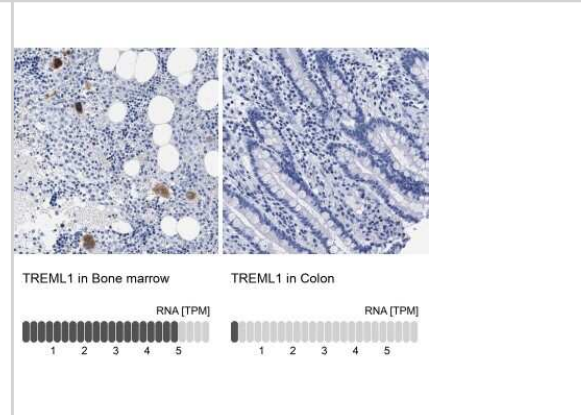 TREML1 in Bone marrow
RNA [TPM]
1 2 3 4 5
TREML1 in Colon
RNA [TPM]
1 2 3 4 5